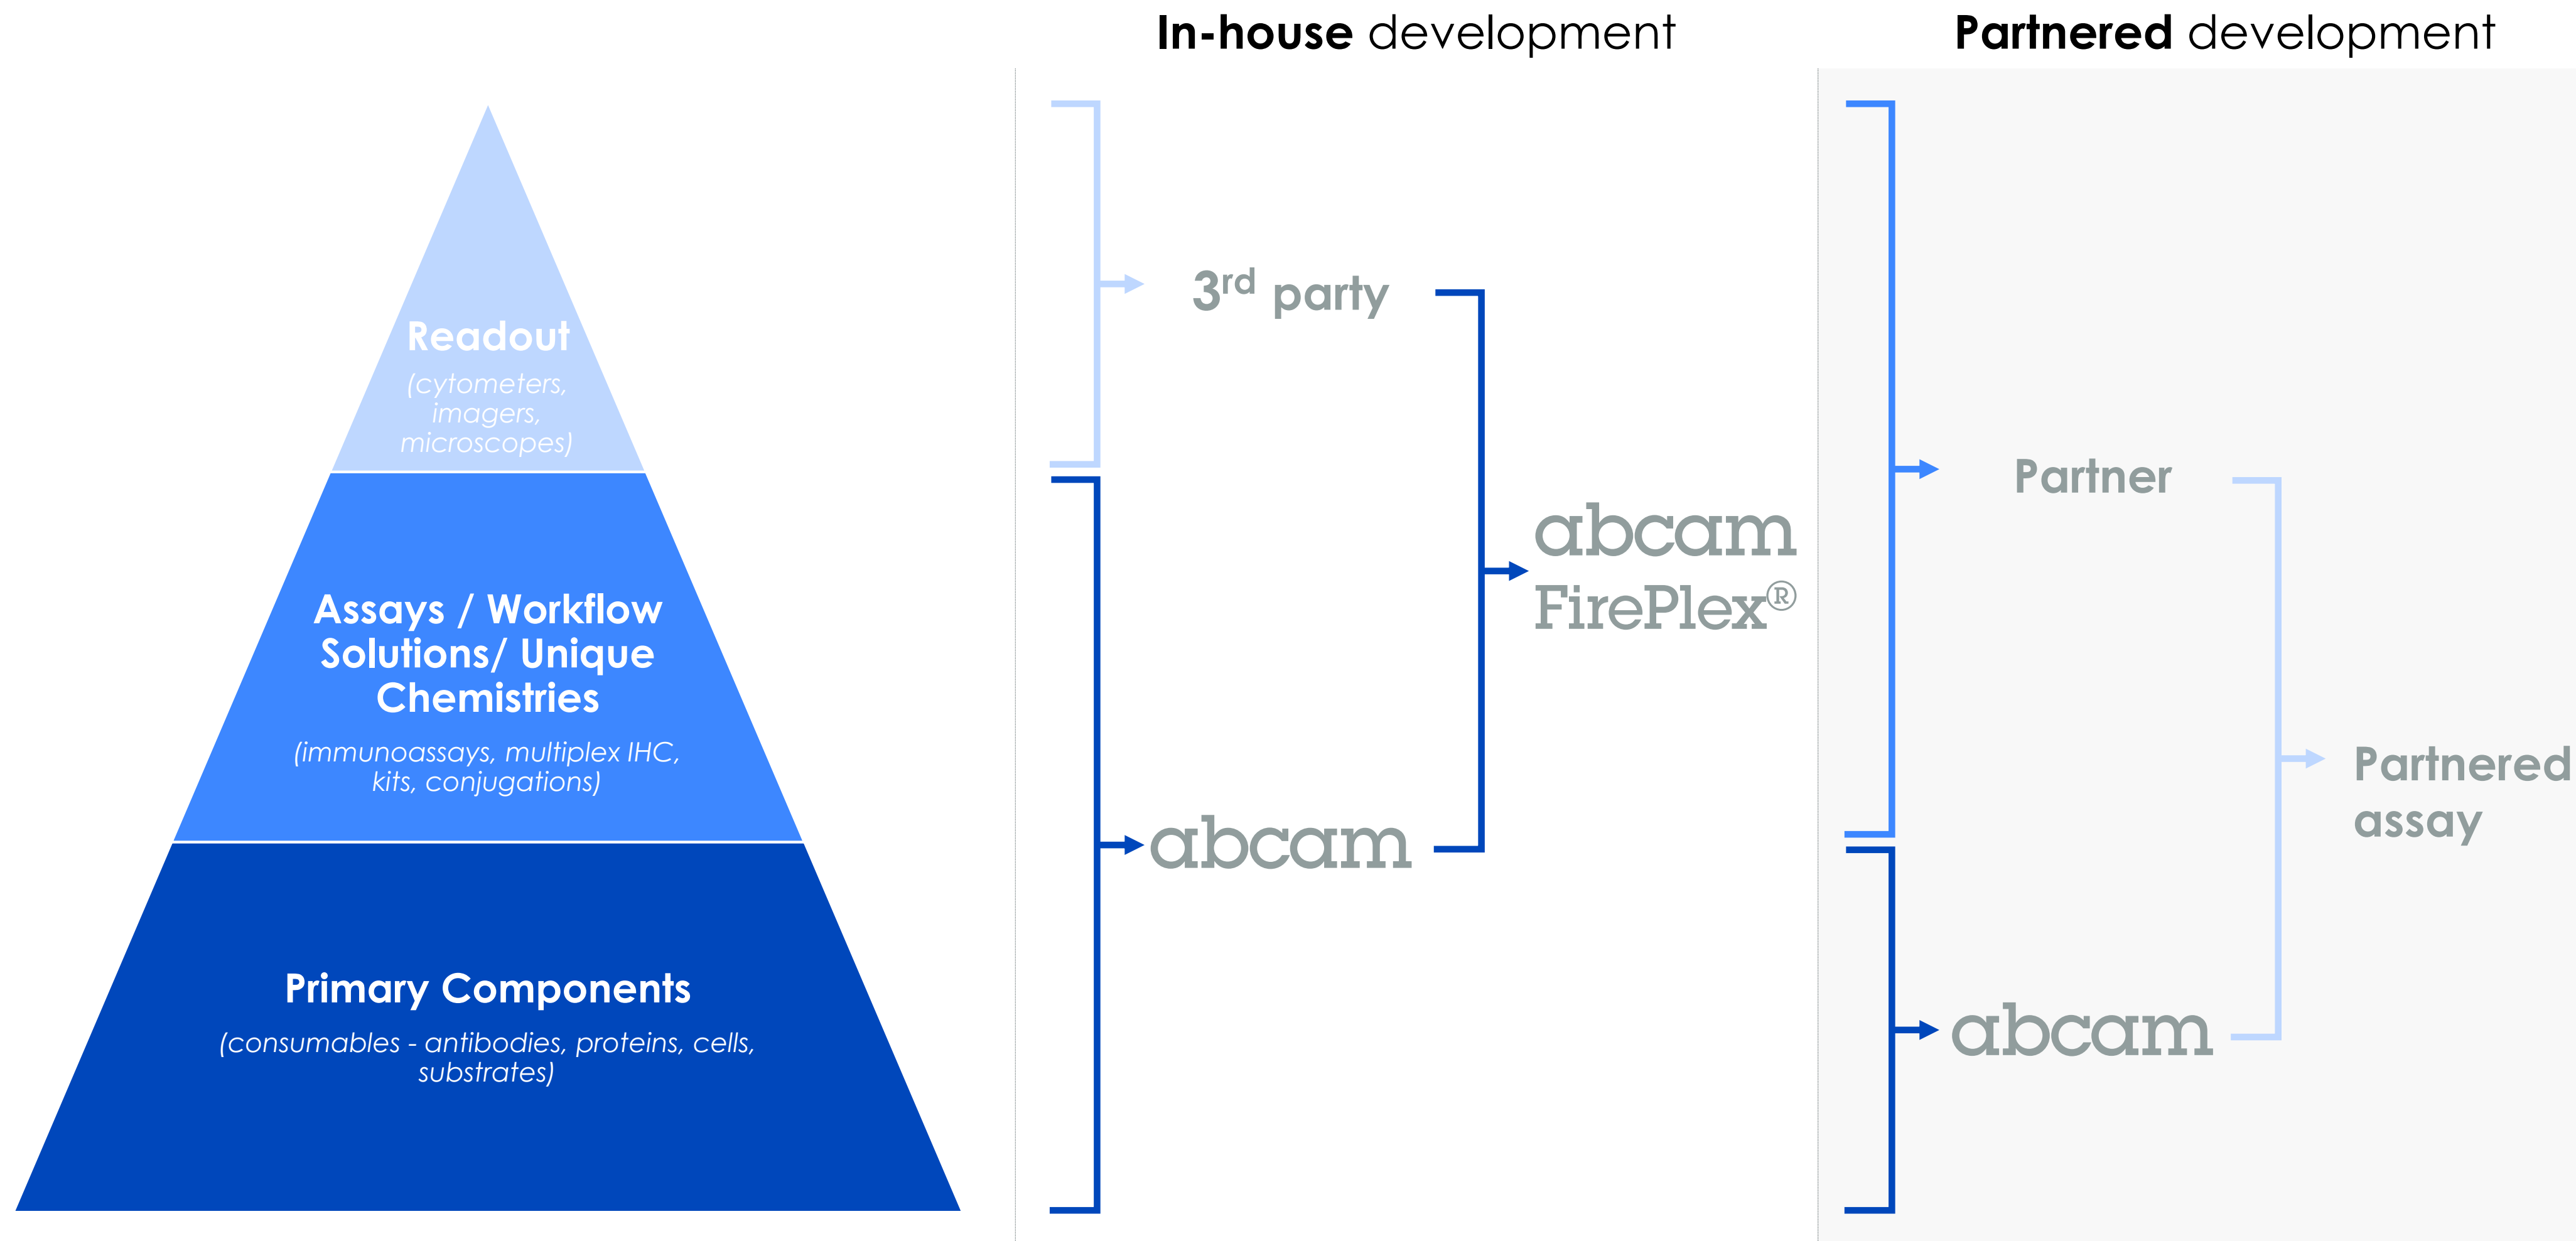 In-house development
Partnered development
Readout
(cytometers,
imagers,
microscopes)
Assays / Workflow
Solutions/ Unique
Chemistries
(immunoassays, multiplex IHC,
kits, conjugations)
Primary Components
(consumables - antibodies, proteins, cells,
substrates)
3rd party
abcam
abcam
FirePlex®
Partner
abcam
Partnered
assay